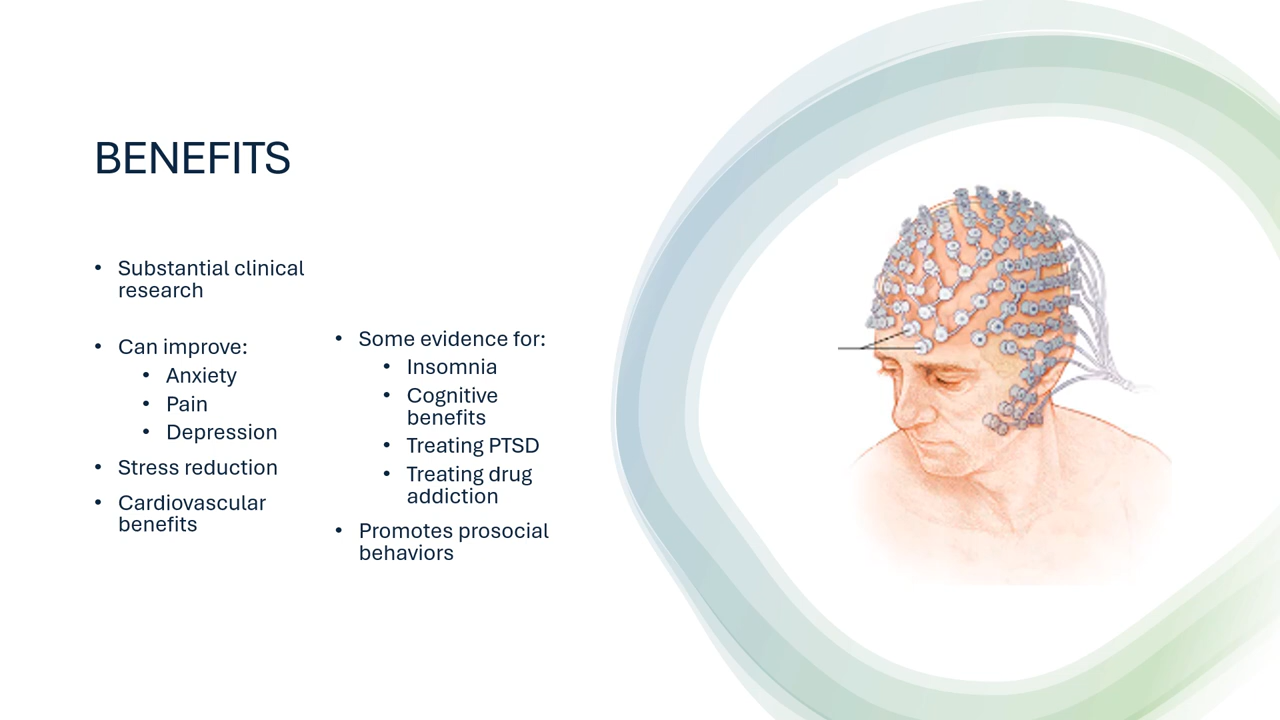 BENEFITS
• Substantial clinical
research
• Can improve:
• Anxiety
• Pain
• Depression
• Stress reduction
• Cardiovascular
benefits
• Some evidence for:
• Insomnia
• Cognitive
benefits
• Treating PTSD
• Treating drug
addiction
• Promotes prosocial
behaviors